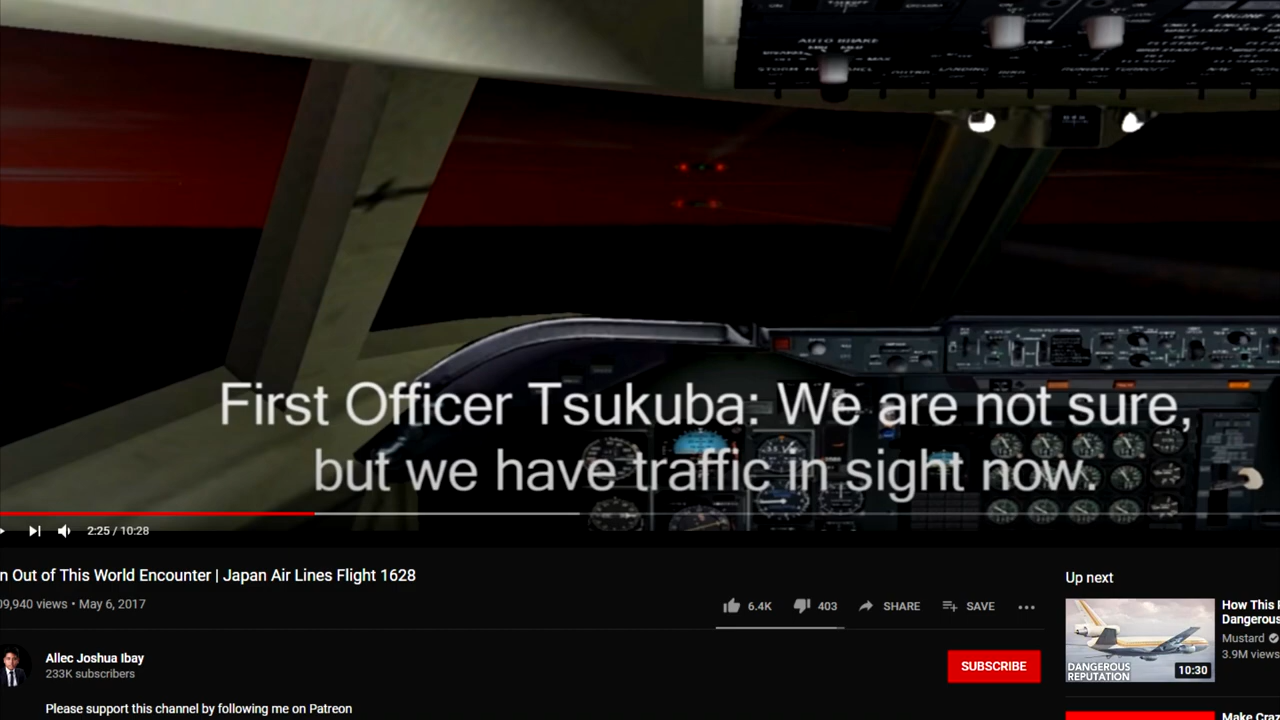 AUTO BRAKE
First Officer Tsukuba: We are not sure,
but we have traffic in sight now.
2:25 / 10:28
n Out of This World Encounter | Japan Air Lines Flight 1628
09,940 views • May 6, 2017
6.4K
403
SHARE
SAVE
Allec Joshua Ibay
233K subscribers
SUBSCRIBE
Please support this channel by following me on Patreon
Up next
DANGEROUS
REPUTATION
10:30
How This
Dangerous
Mustard
3.9M views
Make Craz